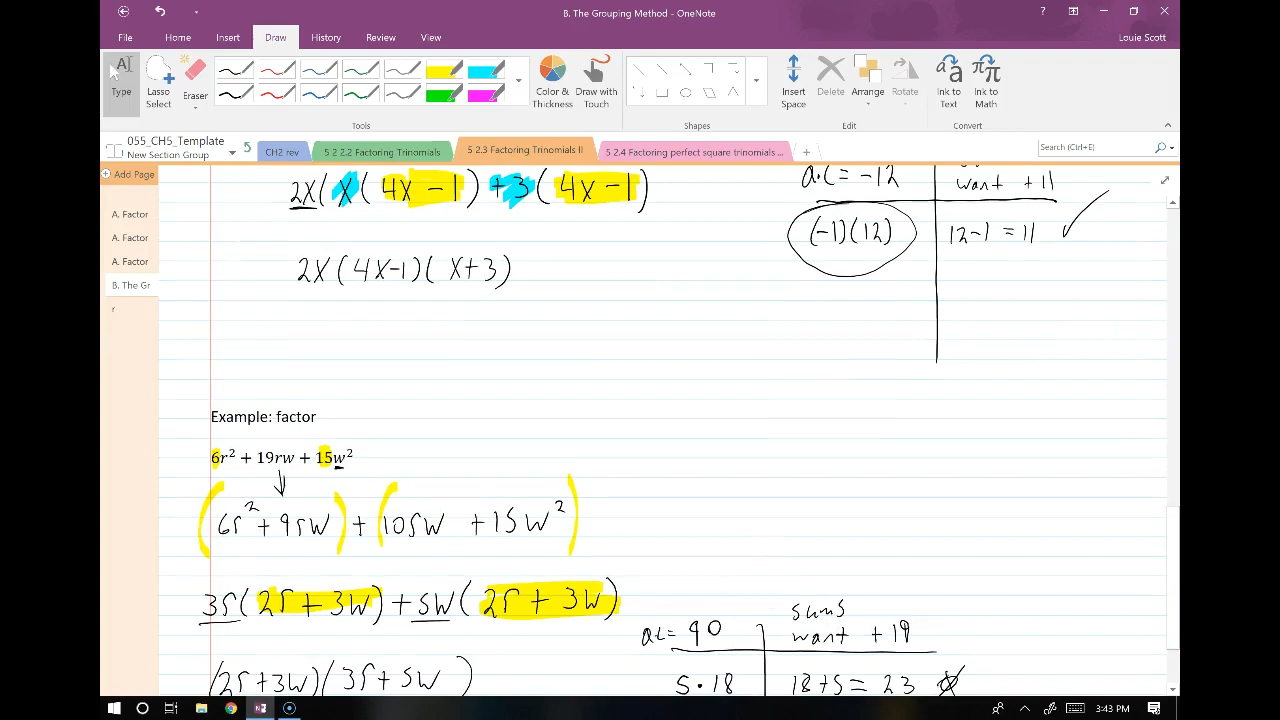 B. The Grouping Method - OneNote
File Home Insert Draw History Review View
Louie Scott
Type
Lasso Select
Eraser
Color & Thickness
Draw with Touch
Insert Space
Delete
Arrange
Rotate
Ink to Text
Ink to Math
Tools
Shapes
Edit
Convert
055_CH5_Template
New Section Group
CH2 rev
5 2 2.2 Factoring Trinomials
5 2.3 Factoring Trinomials II
5 2.4 Factoring perfect square trinomials ...
Search (Ctrl+E)
Add Page
A. Factor
A. Factor
A. Factor
B. The Gr
r
2x(x(4x-1)+3(4x-1)
a·c = -12
want +11
(-1)(12)
12-1 = 11 ✓
2x(4x-1)(x+3)
Example: factor
6r² + 19rw + 15w²
(6r² + 9rw) + (10rw + 15w²)
3r(2r + 3w) + 5w(2r + 3w)
ac = 90
sums
want +19
(2r+3w)(3r+5w)
5·18
18+5 = 23
3:43 PM